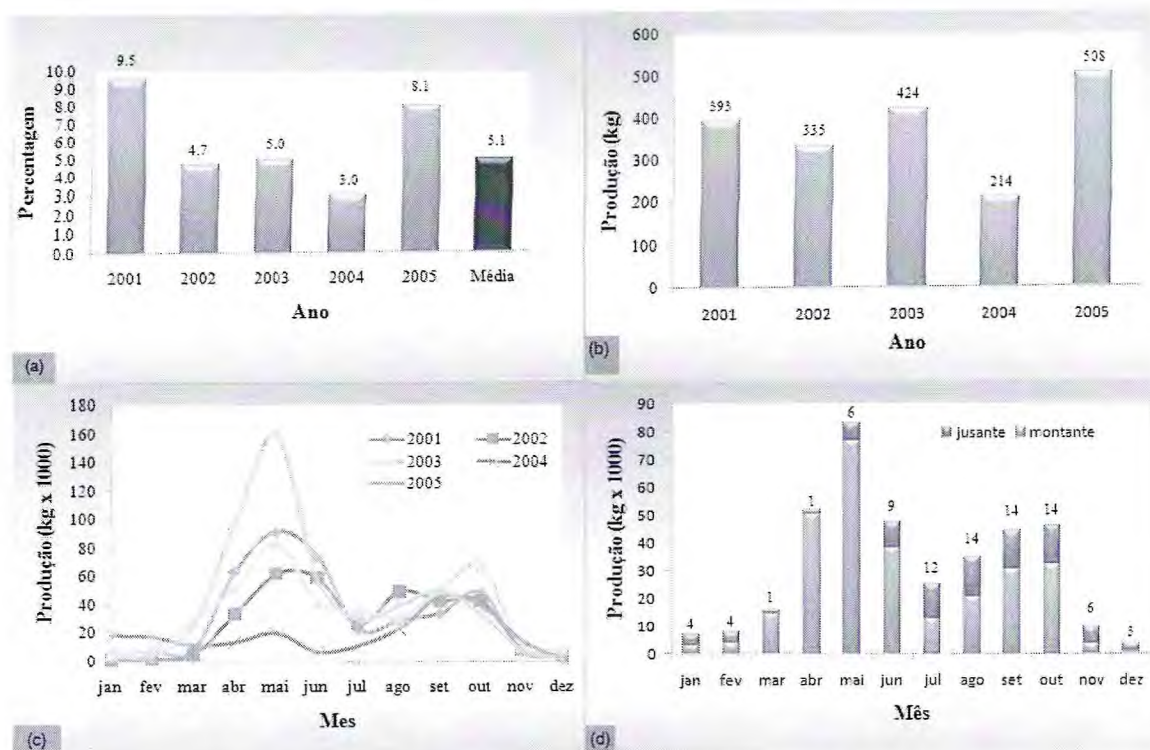 10.0
9.0
8.0
7.0
6.0
5.0
4.0
3.0
2.0
1.0
0.0
Percentagem
9.5
4.7
5.0
3.0
8.1
5.1
2001 2002 2003 2004 2005 Média
Ano
(a)
600
500
400
300
200
100
0
Produção (kg)
393
335
424
214
508
2001 2002 2003 2004 2005
Ano
(b)
180
160
140
120
100
80
60
40
20
0
Produção (kg x 1000)
2001 2002
2003 2004
2005
jan fev mar abr mai jun jul ago set out nov dez
Mes
(c)
90
80
70
60
50
40
30
20
10
0
Produção (kg x 1000)
jusante montante
4 4 1 1 6 9 12 14 14 14 6 3
jan fev mar abr mai jun jul ago set out nov dez
Mês
(d)